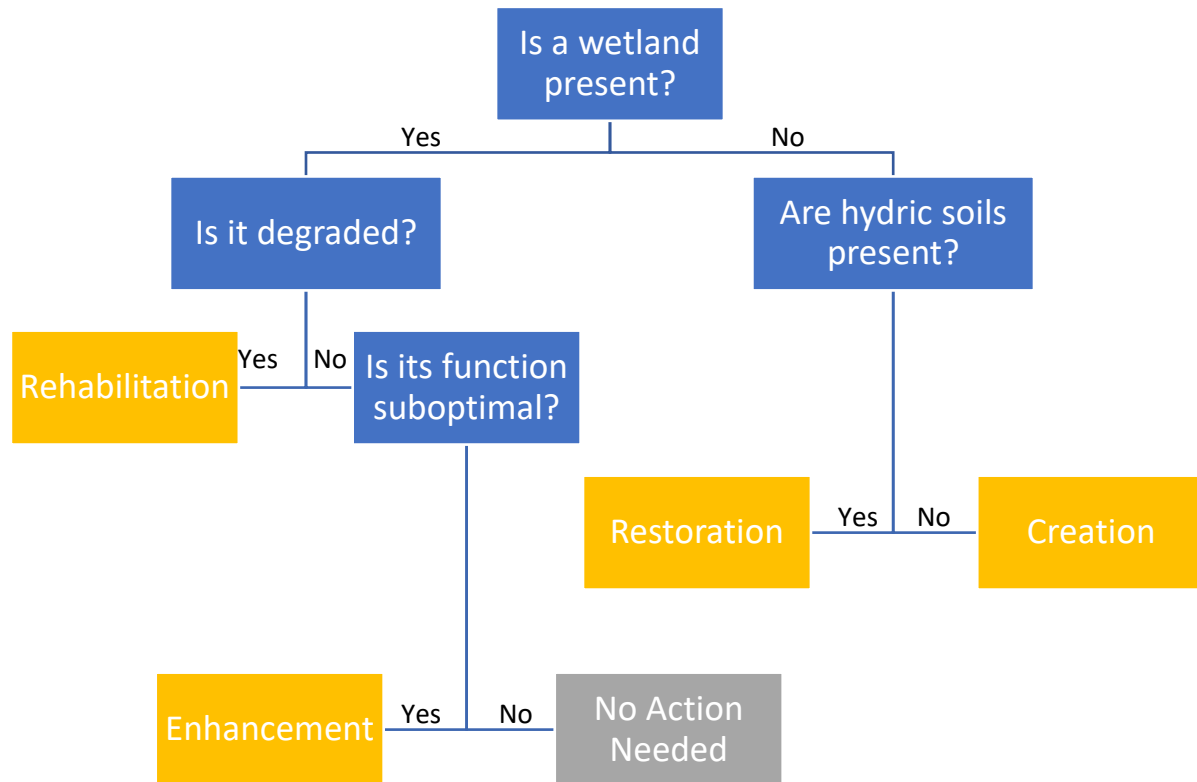 Is a wetland
present?
Yes
No
Is it degraded?
Are hydric soils
present?
Rehabilitation
Yes
No
Is its function
suboptimal?
Restoration
Yes
No
Creation
Enhancement
Yes
No
No Action
Needed